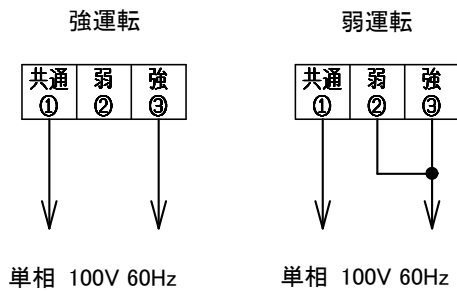 強運転
共通 弱 強
① ② ③
単相 100V 60Hz
弱運転
共通 弱 強
① ② ③
単相 100V 60Hz